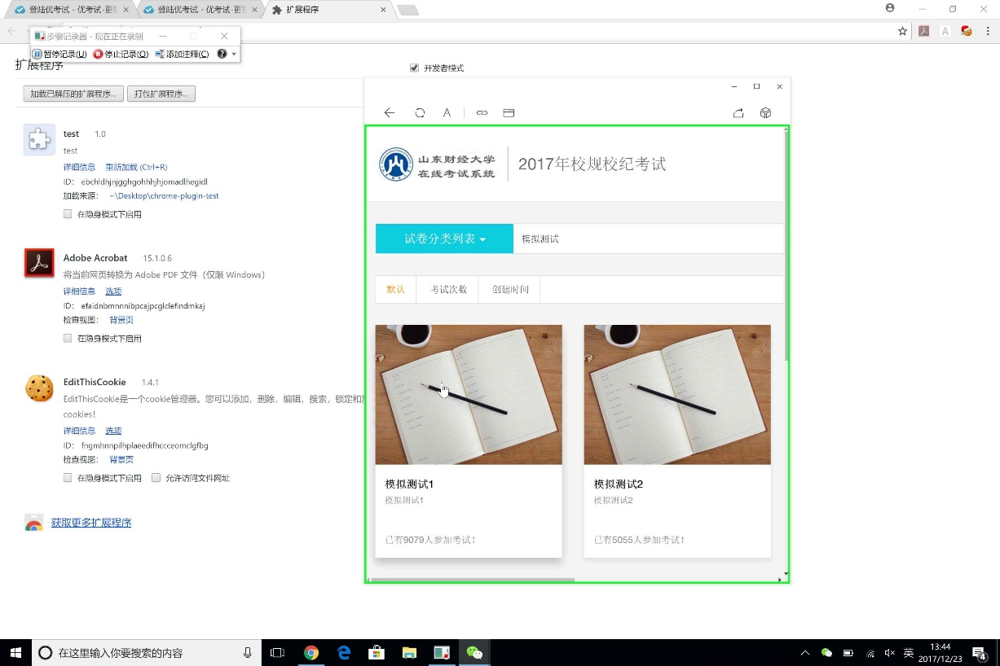 登陆优考试 - 优考试-更
登陆优考试 - 优考试-更
扩展程序
步骤记录器 - 现在正在录制
暂停记录(U) 停止记录(O) 添加注释(C)
扩展程序
开发者模式
加载已解压的扩展程序... 打包扩展程序...
test 1.0
test
详细信息 重新加载 (Ctrl+R)
ID: ebchldhjnjgghgohhhjhjomadlhegidl
加载来源: ~\Desktop\chrome-plugin-test
在隐身模式下启用
Adobe Acrobat 15.1.0.6
将当前网页转换为 Adobe PDF 文件（仅限 Windows）
详细信息 选项
ID: efaidnbmnnnibpcajpcglclefindmkaj
检查视图: 背景页
在隐身模式下启用
EditThisCookie 1.4.1
EditThisCookie是一个cookie管理器。您可以添加，删除，编辑，搜索，锁定和
cookies!
详细信息 选项
ID: fngmhnnpilhplaeedifhccceomclgfbg
检查视图: 背景页
在隐身模式下启用 允许访问文件网址
获取更多扩展程序
山东财经大学
在线考试系统
2017年校规校纪考试
试卷分类列表
模拟测试
默认 考试次数 创建时间
模拟测试1
模拟测试1
已有9079人参加考试！
模拟测试2
模拟测试2
已有5055人参加考试！
在这里输入你要搜索的内容
英
13:44
2017/12/23
4